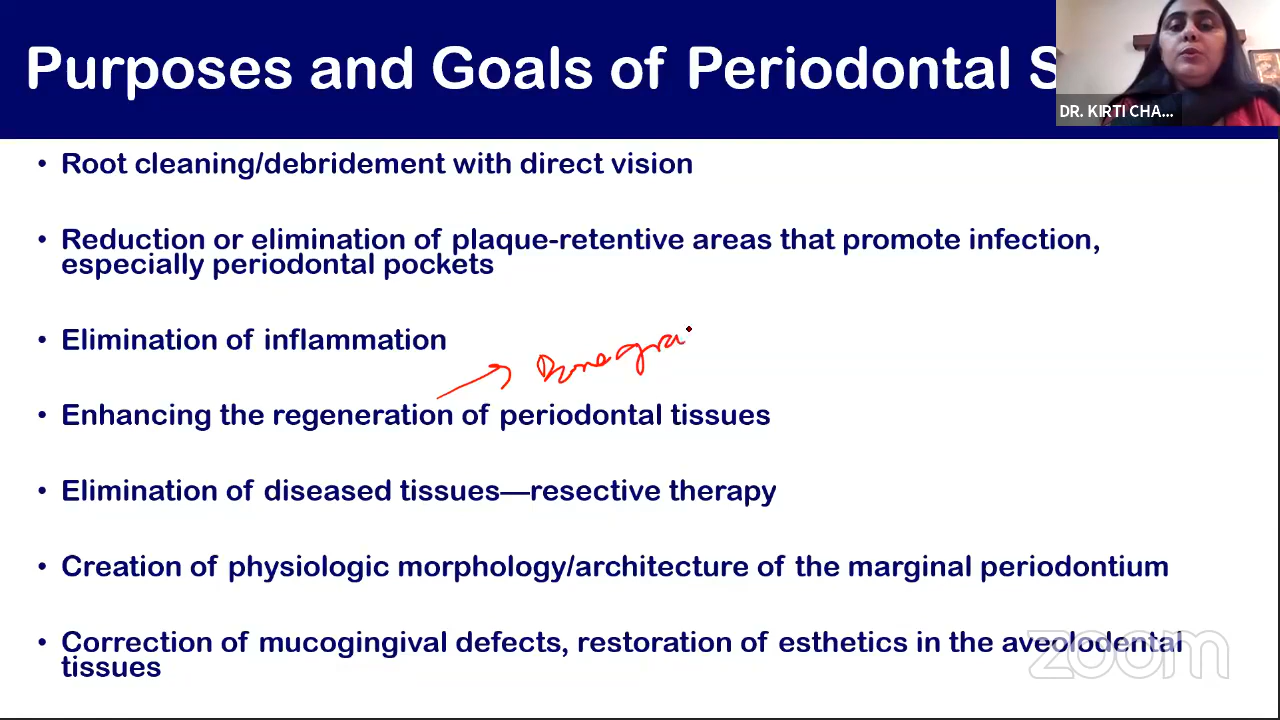 Purposes and Goals of Periodontal S
DR. KIRTI CHA...
• Root cleaning/debridement with direct vision
• Reduction or elimination of plaque-retentive areas that promote infection,
especially periodontal pockets
• Elimination of inflammation
Bonegra
• Enhancing the regeneration of periodontal tissues
• Elimination of diseased tissues—resective therapy
• Creation of physiologic morphology/architecture of the marginal periodontium
• Correction of mucogingival defects, restoration of esthetics in the aveolodental
tissues
zoom